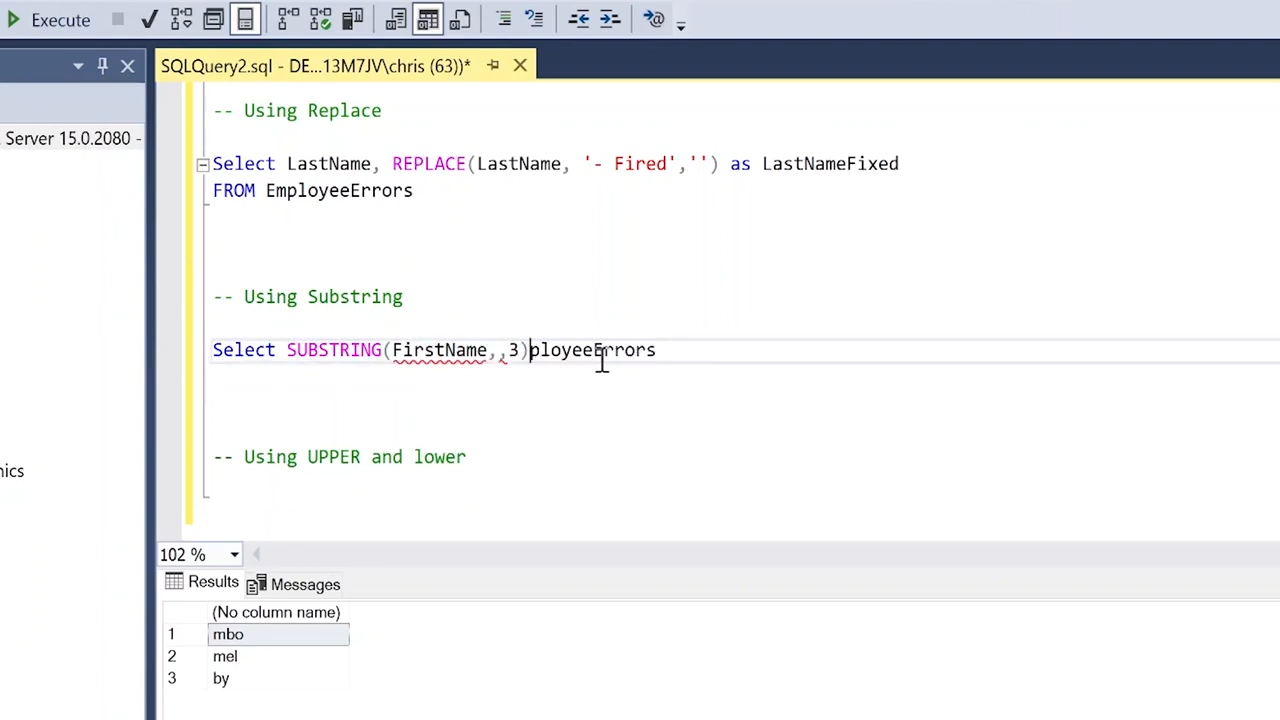 Execute
SQLQuery2.sql - DE...13M7JV\chris (63))*
Server 15.0.2080 -
-- Using Replace
Select LastName, REPLACE(LastName, '- Fired','') as LastNameFixed
FROM EmployeeErrors
-- Using Substring
Select SUBSTRING(FirstName,,3)ployeeErrors
-- Using UPPER and lower
nics
102 %
Results Messages
(No column name)
1 mbo
2 mel
3 by